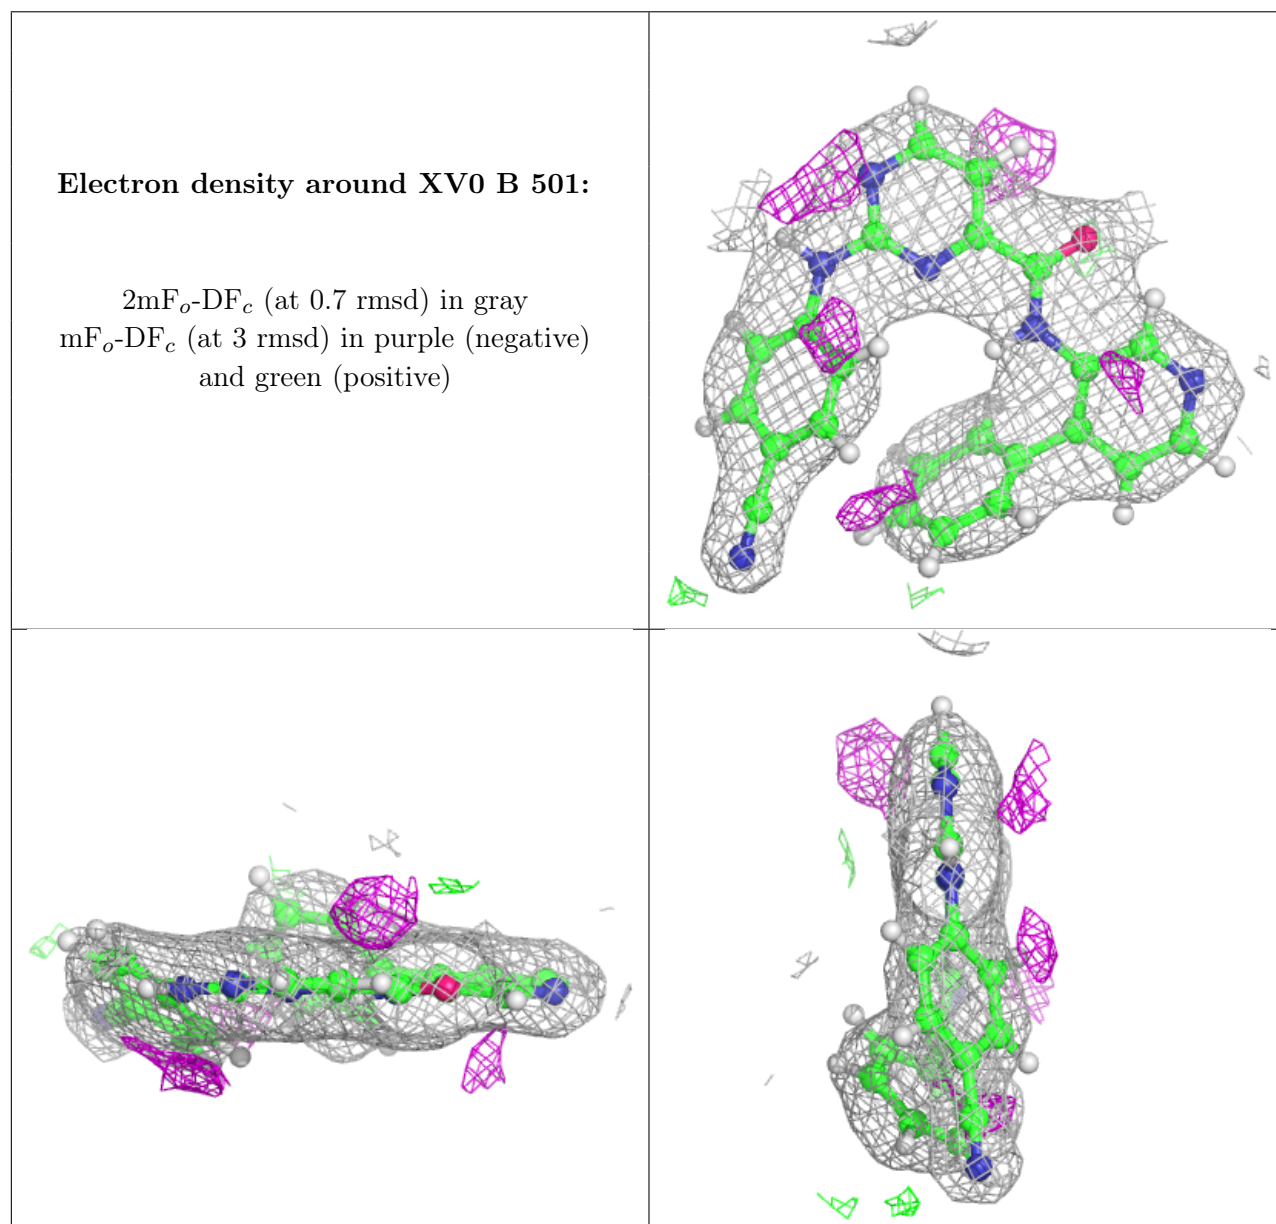 Electron density around XV0 B 501:
2mFo-DFc (at 0.7 rmsd) in gray
mFo-DFc (at 3 rmsd) in purple (negative)
and green (positive)